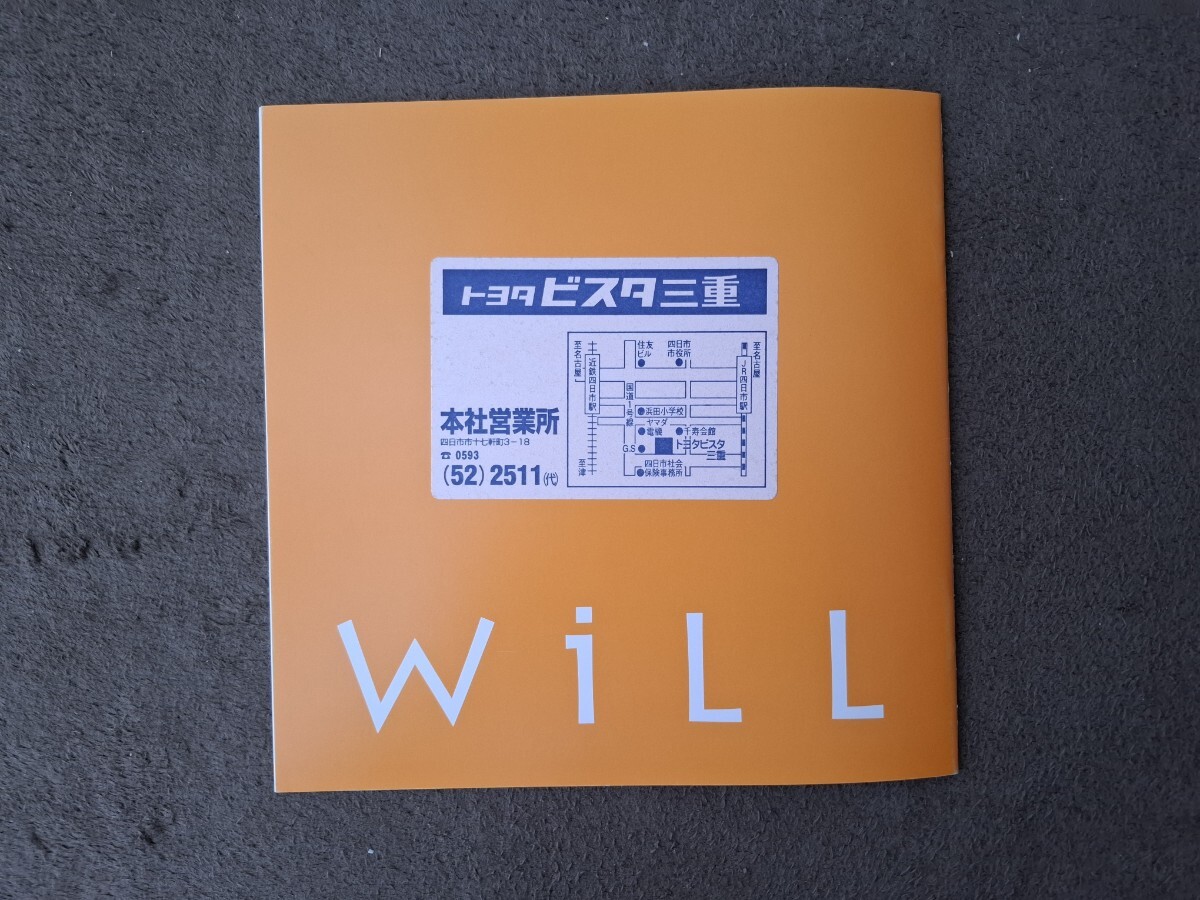 トヨタビスタ三重
本社営業所
四日市市十七軒町3-18
☎ 0593
(52)2511(代)
至名古屋
近鉄四日市駅
至津
国道1号線
住友
ビル
四日市
市役所
浜田小学校
ヤマダ
電機
千寿会館
G.S
トヨタビスタ
三重
四日市社会
保険事務所
至名古屋
JR四日市駅
WiLL